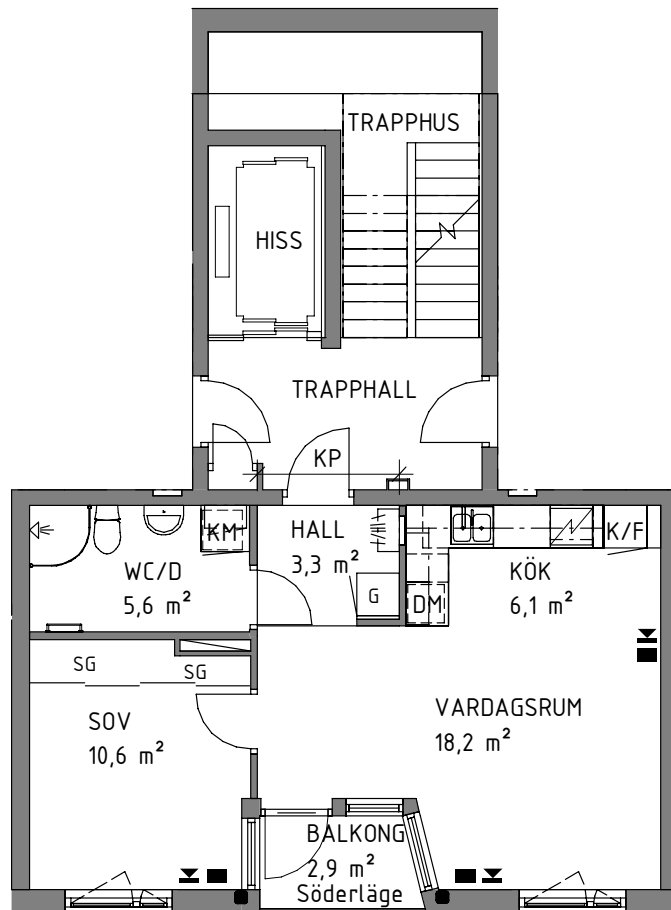 TRAPPHUS
HISS
TRAPPHALL
KP
KM
HALL
3,3 m²
K/F
WC/D
5,6 m²
G
DM
KÖK
6,1 m²
SG
SG
SOV
10,6 m²
VARDAGSRUM
18,2 m²
BALKONG
2,9 m²
Söderläge